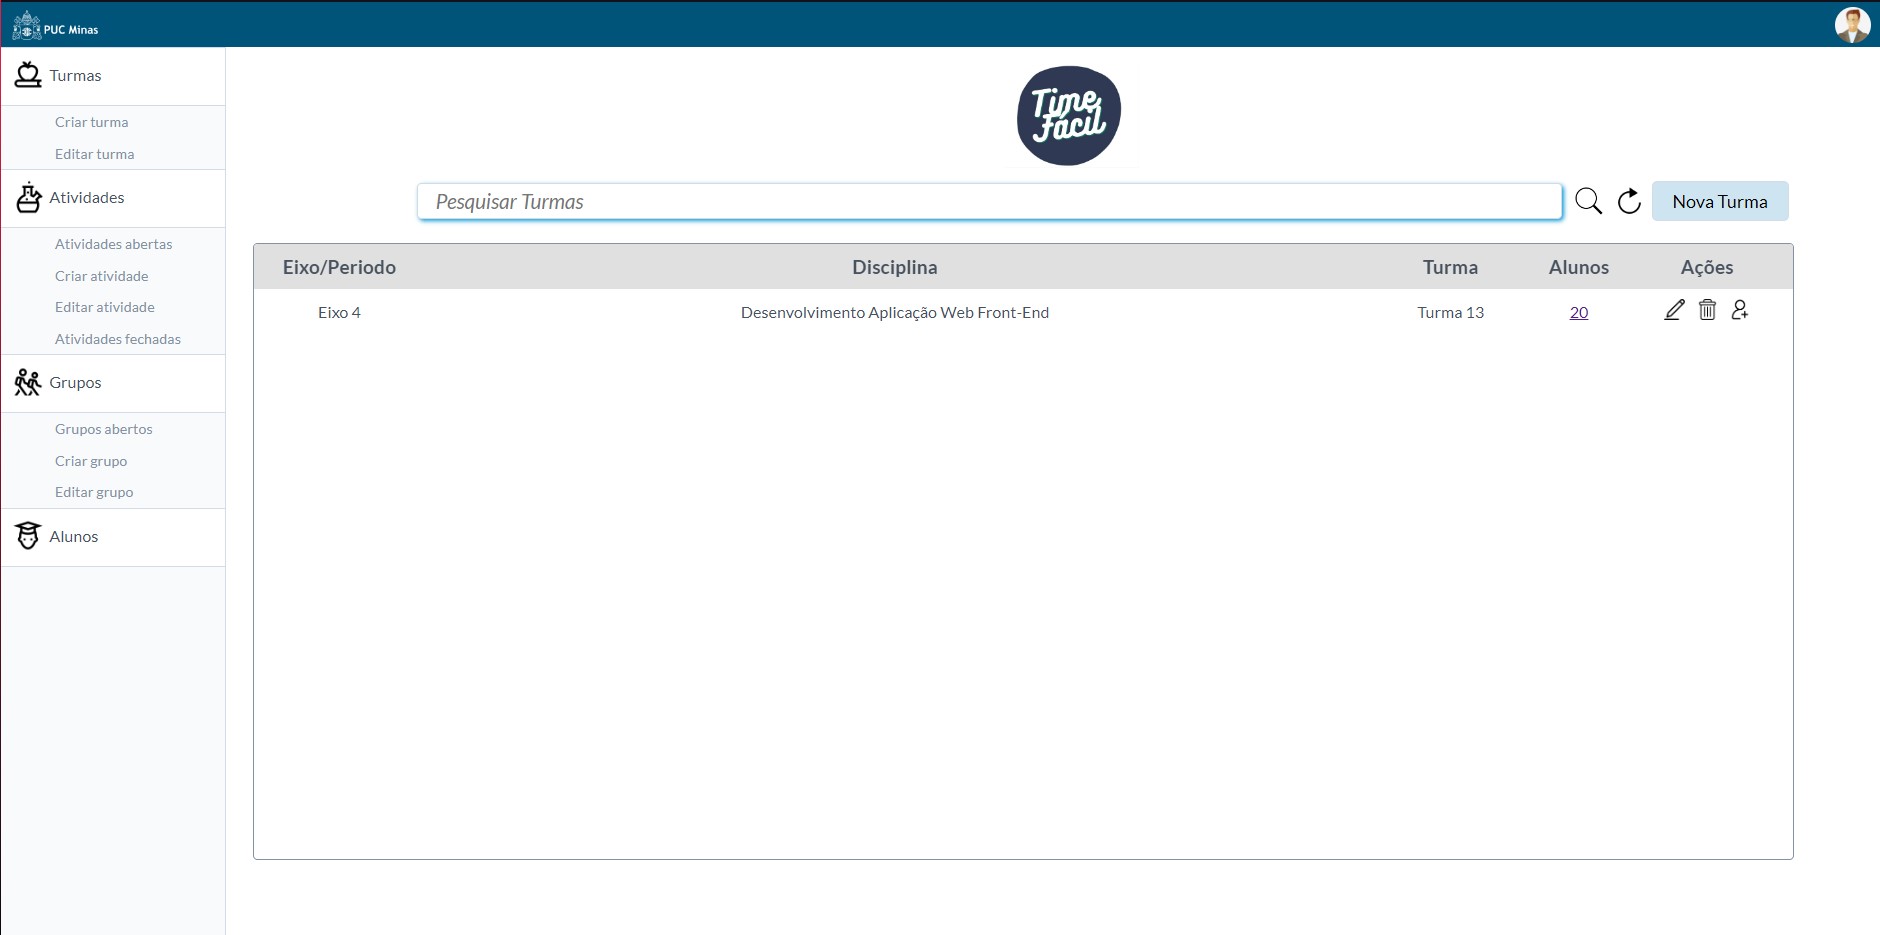 PUC Minas
Turmas
Criar turma
Editar turma
Atividades
Atividades abertas
Criar atividade
Editar atividade
Atividades fechadas
Grupos
Grupos abertos
Criar grupo
Editar grupo
Alunos
Time
Fácil
Pesquisar Turmas
Nova Turma
Eixo/Periodo Disciplina Turma Alunos Ações
Eixo 4 Desenvolvimento Aplicação Web Front-End Turma 13 20